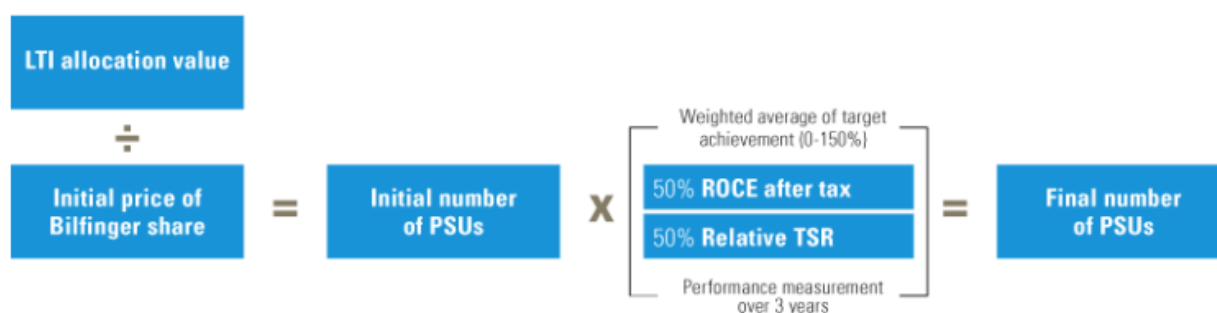 LTI allocation value
÷
Initial price of
Bilfinger share
=
Initial number
of PSUs
x
Weighted average of target
achievement (0-150%)
50% ROCE after tax
50% Relative TSR
Performance measurement
over 3 years
=
Final number
of PSUs